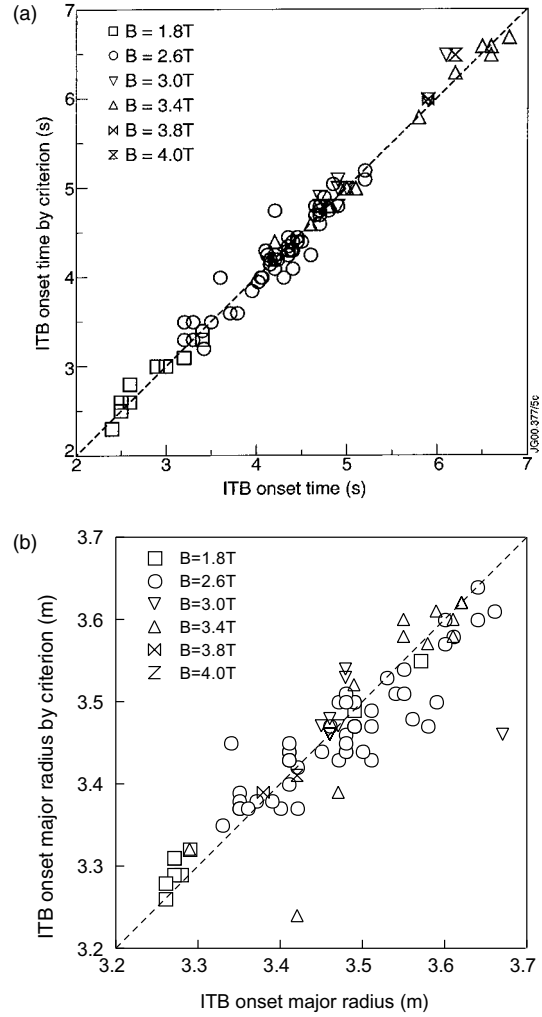 (a)
7
6
5
4
3
2
ITB onset time by criterion (s)
B = 1.8T
B = 2.6T
B = 3.0T
B = 3.4T
B = 3.8T
B = 4.0T
2 3 4 5 6 7
ITB onset time (s)
JG00.377/5c
(b)
3.7
3.6
3.5
3.4
3.3
3.2
ITB onset major radius by criterion (m)
B=1.8T
B=2.6T
B=3.0T
B=3.4T
B=3.8T
B=4.0T
3.2 3.3 3.4 3.5 3.6 3.7
ITB onset major radius (m)